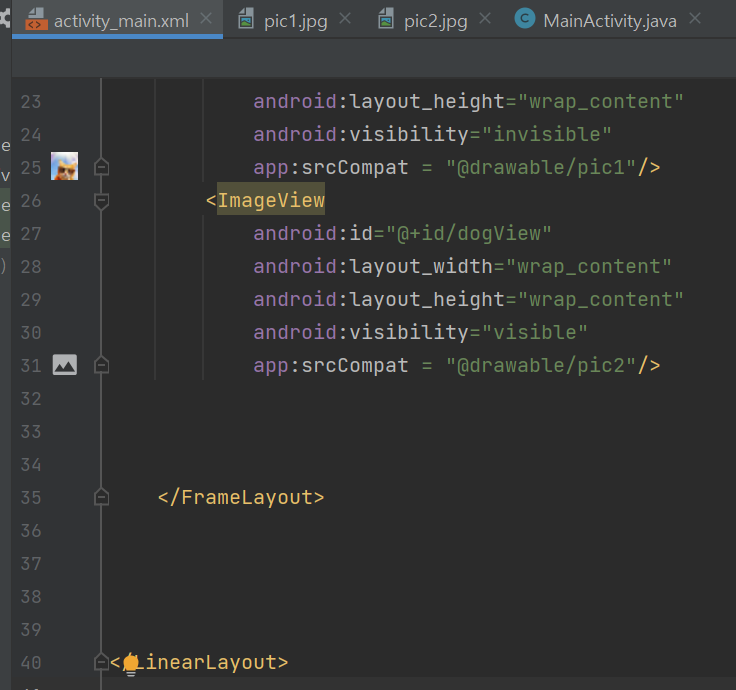 activity_main.xml pic1.jpg pic2.jpg C MainActivity.java
23 android:layout_height="wrap_content"
24 android:visibility="invisible"
25 app:srcCompat = "@drawable/pic1"/>
26 <ImageView
27 android:id="@+id/dogView"
28 android:layout_width="wrap_content"
29 android:layout_height="wrap_content"
30 android:visibility="visible"
31 app:srcCompat = "@drawable/pic2"/>
32
33
34
35 </FrameLayout>
36
37
38
39
40 </LinearLayout>